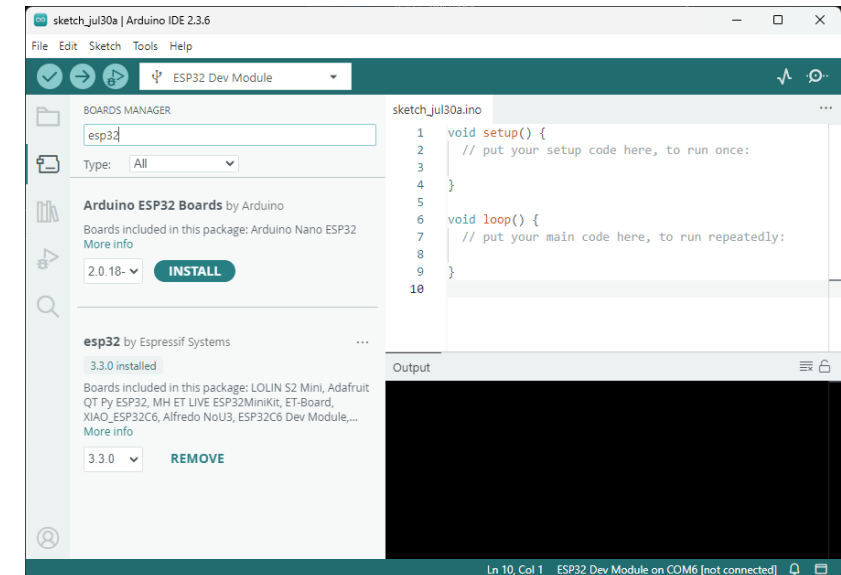 sketch_jul30a | Arduino IDE 2.3.6
File Edit Sketch Tools Help
ESP32 Dev Module
BOARDS MANAGER
esp32
Type: All
Arduino ESP32 Boards by Arduino
Boards included in this package: Arduino Nano ESP32
More info
2.0.18-
INSTALL
esp32 by Espressif Systems
3.3.0 installed
Boards included in this package: LOLIN S2 Mini, Adafruit
QT Py ESP32, MH ET LIVE ESP32MiniKit, ET-Board,
XIAO_ESP32C6, Alfredo NoU3, ESP32C6 Dev Module,...
More info
3.3.0
REMOVE
sketch_jul30a.ino
1 void setup() {
2 // put your setup code here, to run once:
3
4 }
5
6 void loop() {
7 // put your main code here, to run repeatedly:
8
9 }
10
Output
Ln 10, Col 1 ESP32 Dev Module on COM6 [not connected]